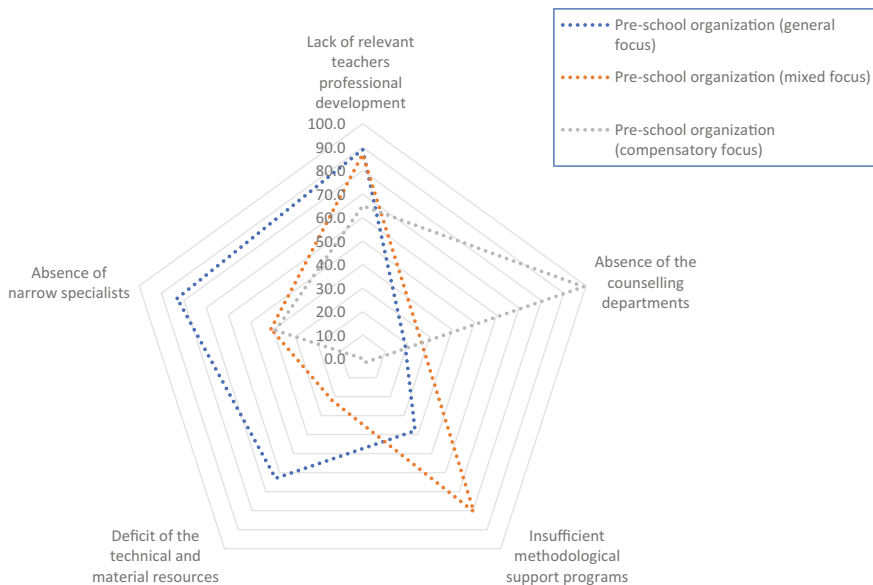 Pre-school organization (general
focus)
Pre-school organization (mixed focus)
Pre-school organization
(compensatory focus)
Lack of relevant
teachers
professional
development
100.0
90.0
80.0
70.0
60.0
50.0
40.0
30.0
20.0
10.0
0.0
Absence of the
counselling
departments
Insufficient
methodological
support programs
Deficit of the
technical and
material resources
Absence of
narrow specialists